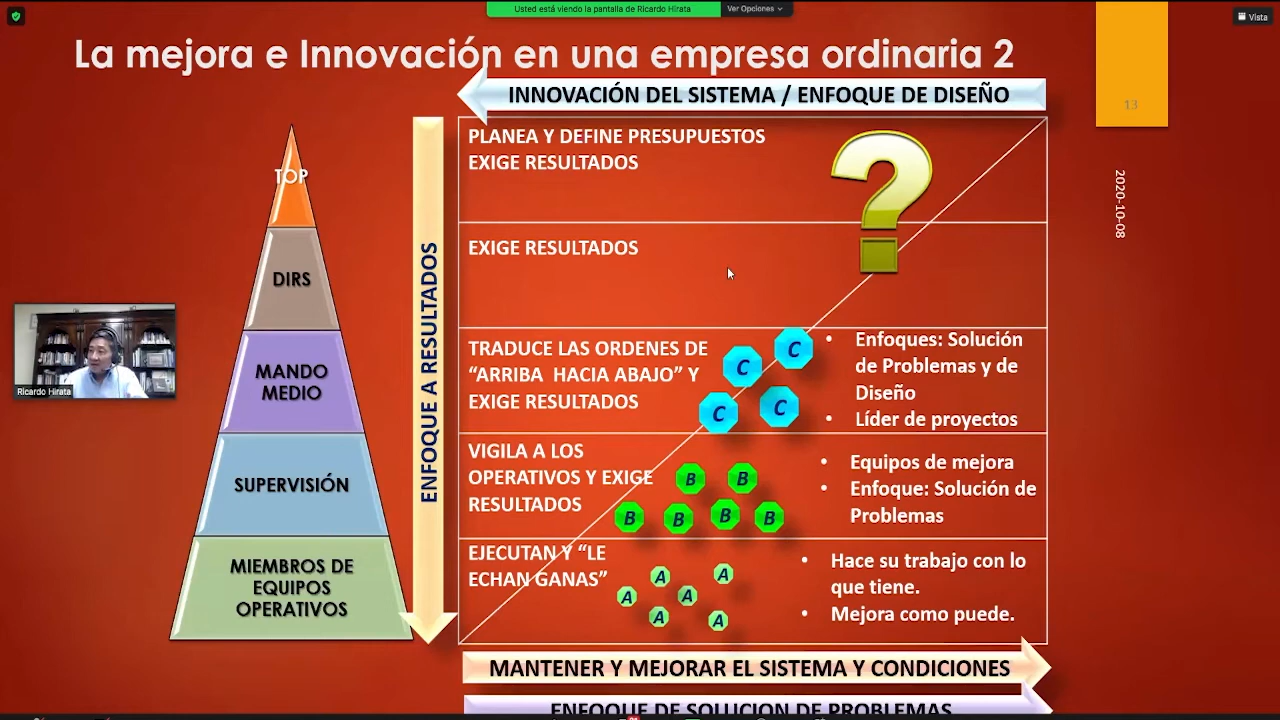 Usted está viendo la pantalla de Ricardo Hirata
Ver Opciones
Vista
La mejora e Innovación en una empresa ordinaria 2
13
2020-10-08
INNOVACIÓN DEL SISTEMA / ENFOQUE DE DISEÑO
TOP
DIRS
MANDO
MEDIO
SUPERVISIÓN
MIEMBROS DE
EQUIPOS
OPERATIVOS
ENFOQUE A RESULTADOS
PLANEA Y DEFINE PRESUPUESTOS
EXIGE RESULTADOS
?
EXIGE RESULTADOS
TRADUCE LAS ORDENES DE
“ARRIBA HACIA ABAJO” Y
EXIGE RESULTADOS
C
C
C
C
• Enfoques: Solución
de Problemas y de
Diseño
• Líder de proyectos
VIGILA A LOS
OPERATIVOS Y EXIGE
RESULTADOS
B
B
B
B
B
B
• Equipos de mejora
• Enfoque: Solución de
Problemas
EJECUTAN Y “LE
ECHAN GANAS”
A
A
A
A
A
A
• Hace su trabajo con lo
que tiene.
• Mejora como puede.
Ricardo Hirata
MANTENER Y MEJORAR EL SISTEMA Y CONDICIONES
ENFOQUE DE SOLUCION DE PROBLEMAS